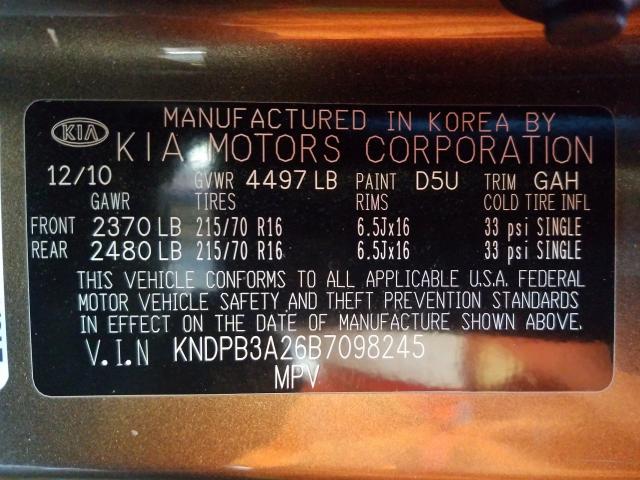 KIA
MANUFACTURED IN KOREA BY
KIA MOTORS CORPORATION
12/10 GVWR 4497 LB PAINT D5U TRIM GAH
GAWR TIRES RIMS COLD TIRE INFL
FRONT 2370 LB 215/70 R16 6.5Jx16 33 psi SINGLE
REAR 2480 LB 215/70 R16 6.5Jx16 33 psi SINGLE
THIS VEHICLE CONFORMS TO ALL APPLICABLE U.S.A. FEDERAL
MOTOR VEHICLE SAFETY AND THEFT PREVENTION STANDARDS
IN EFFECT ON THE DATE OF MANUFACTURE SHOWN ABOVE.
V.I.N KNDPB3A26B7098245
MPV